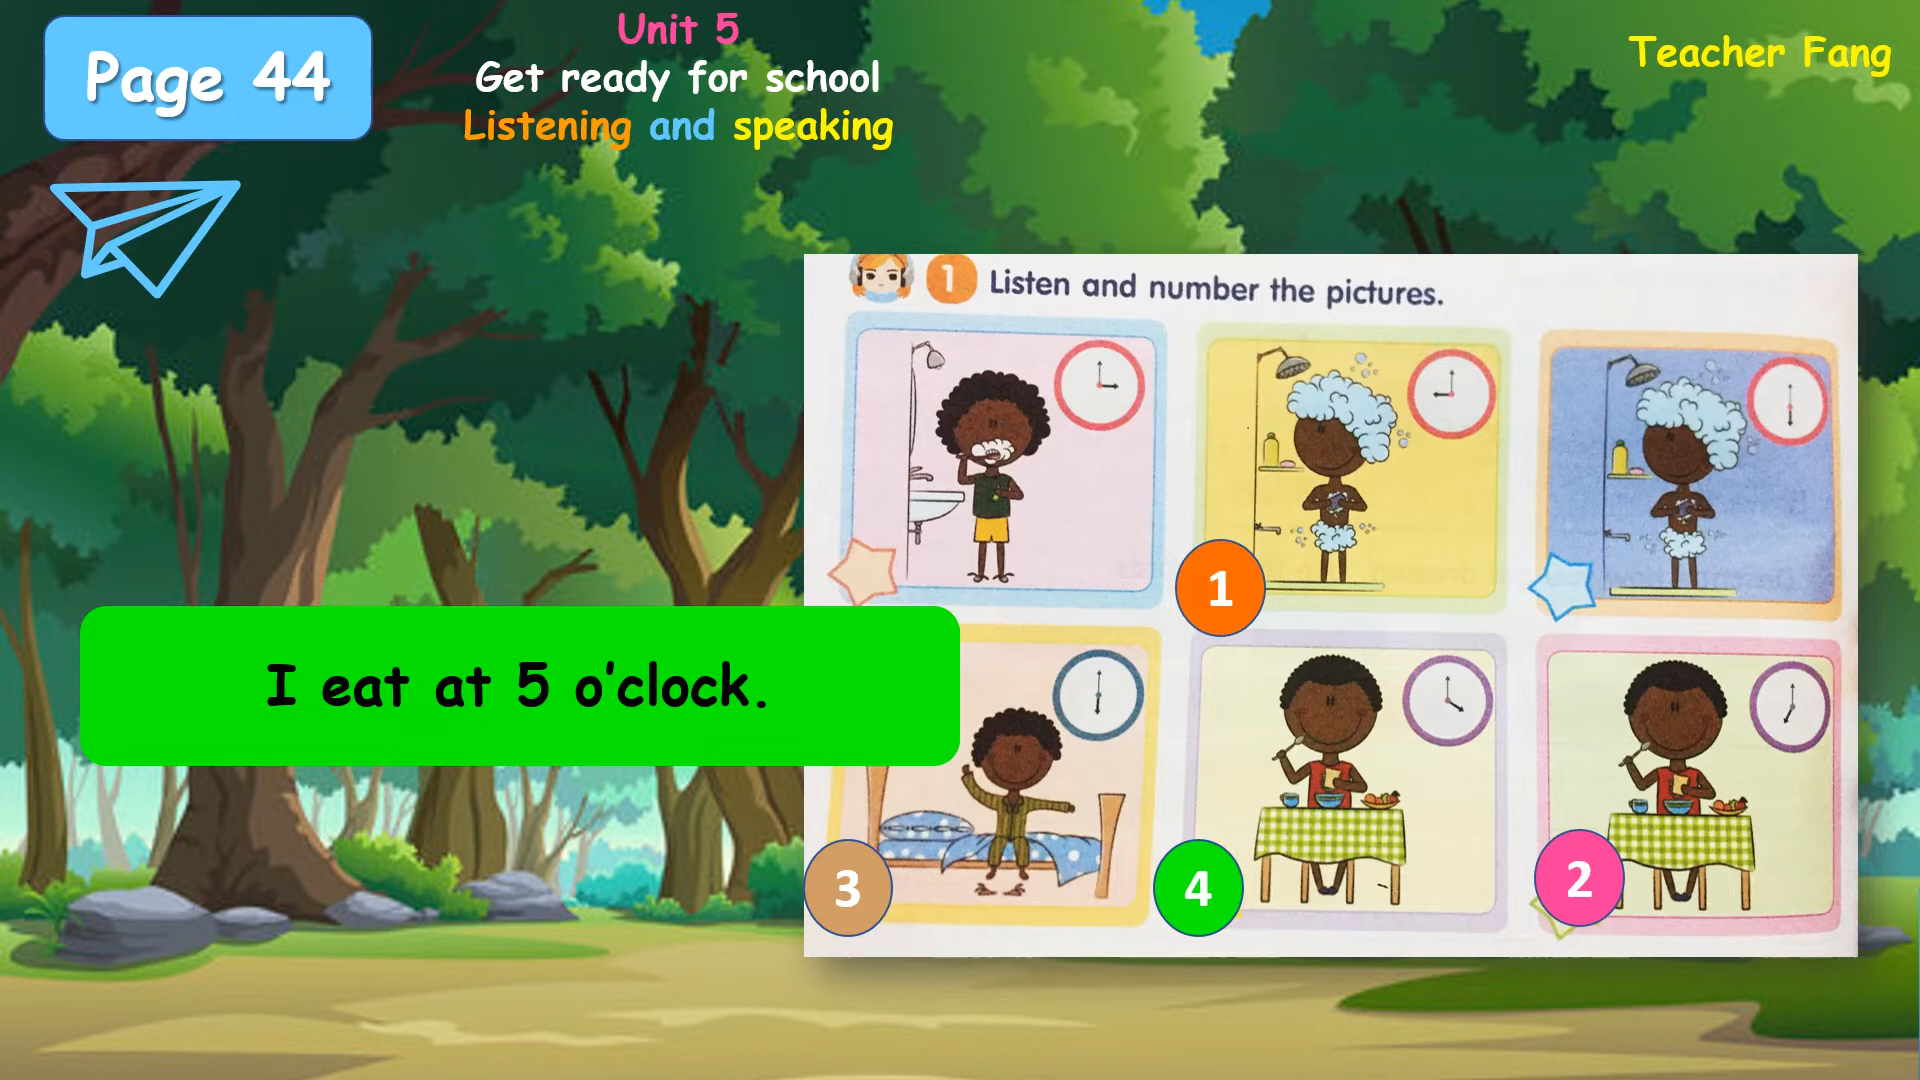 Page 44
Unit 5
Get ready for school
Listening and speaking
Teacher Fang
1 Listen and number the pictures.
1
I eat at 5 o'clock.
3
4
2